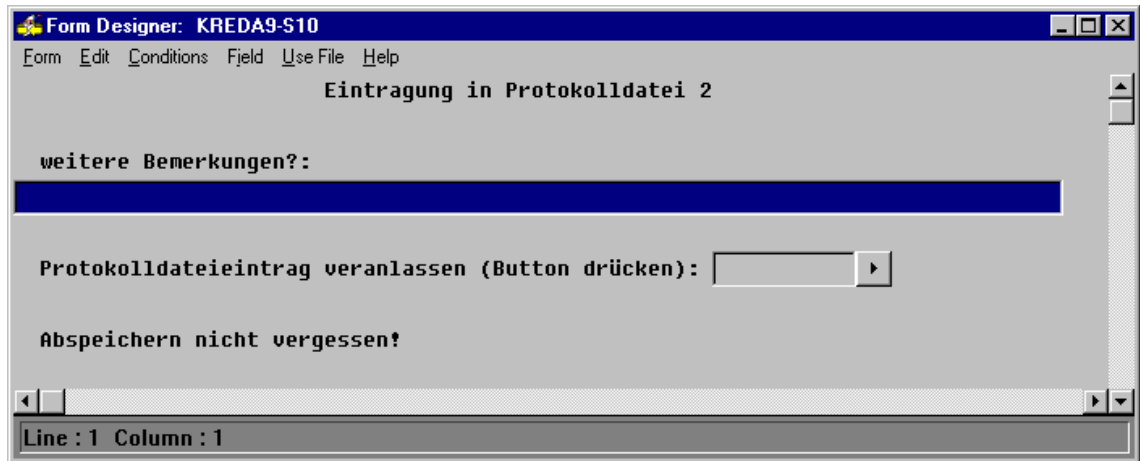 Form Designer: KREDA9-S10
Form Edit Conditions Field Use File Help
Eintragung in Protokolldatei 2
weitere Bemerkungen?:
Protokolldateieintrag veranlassen (Button drücken):
Abspeichern nicht vergessen!
Line : 1 Column : 1